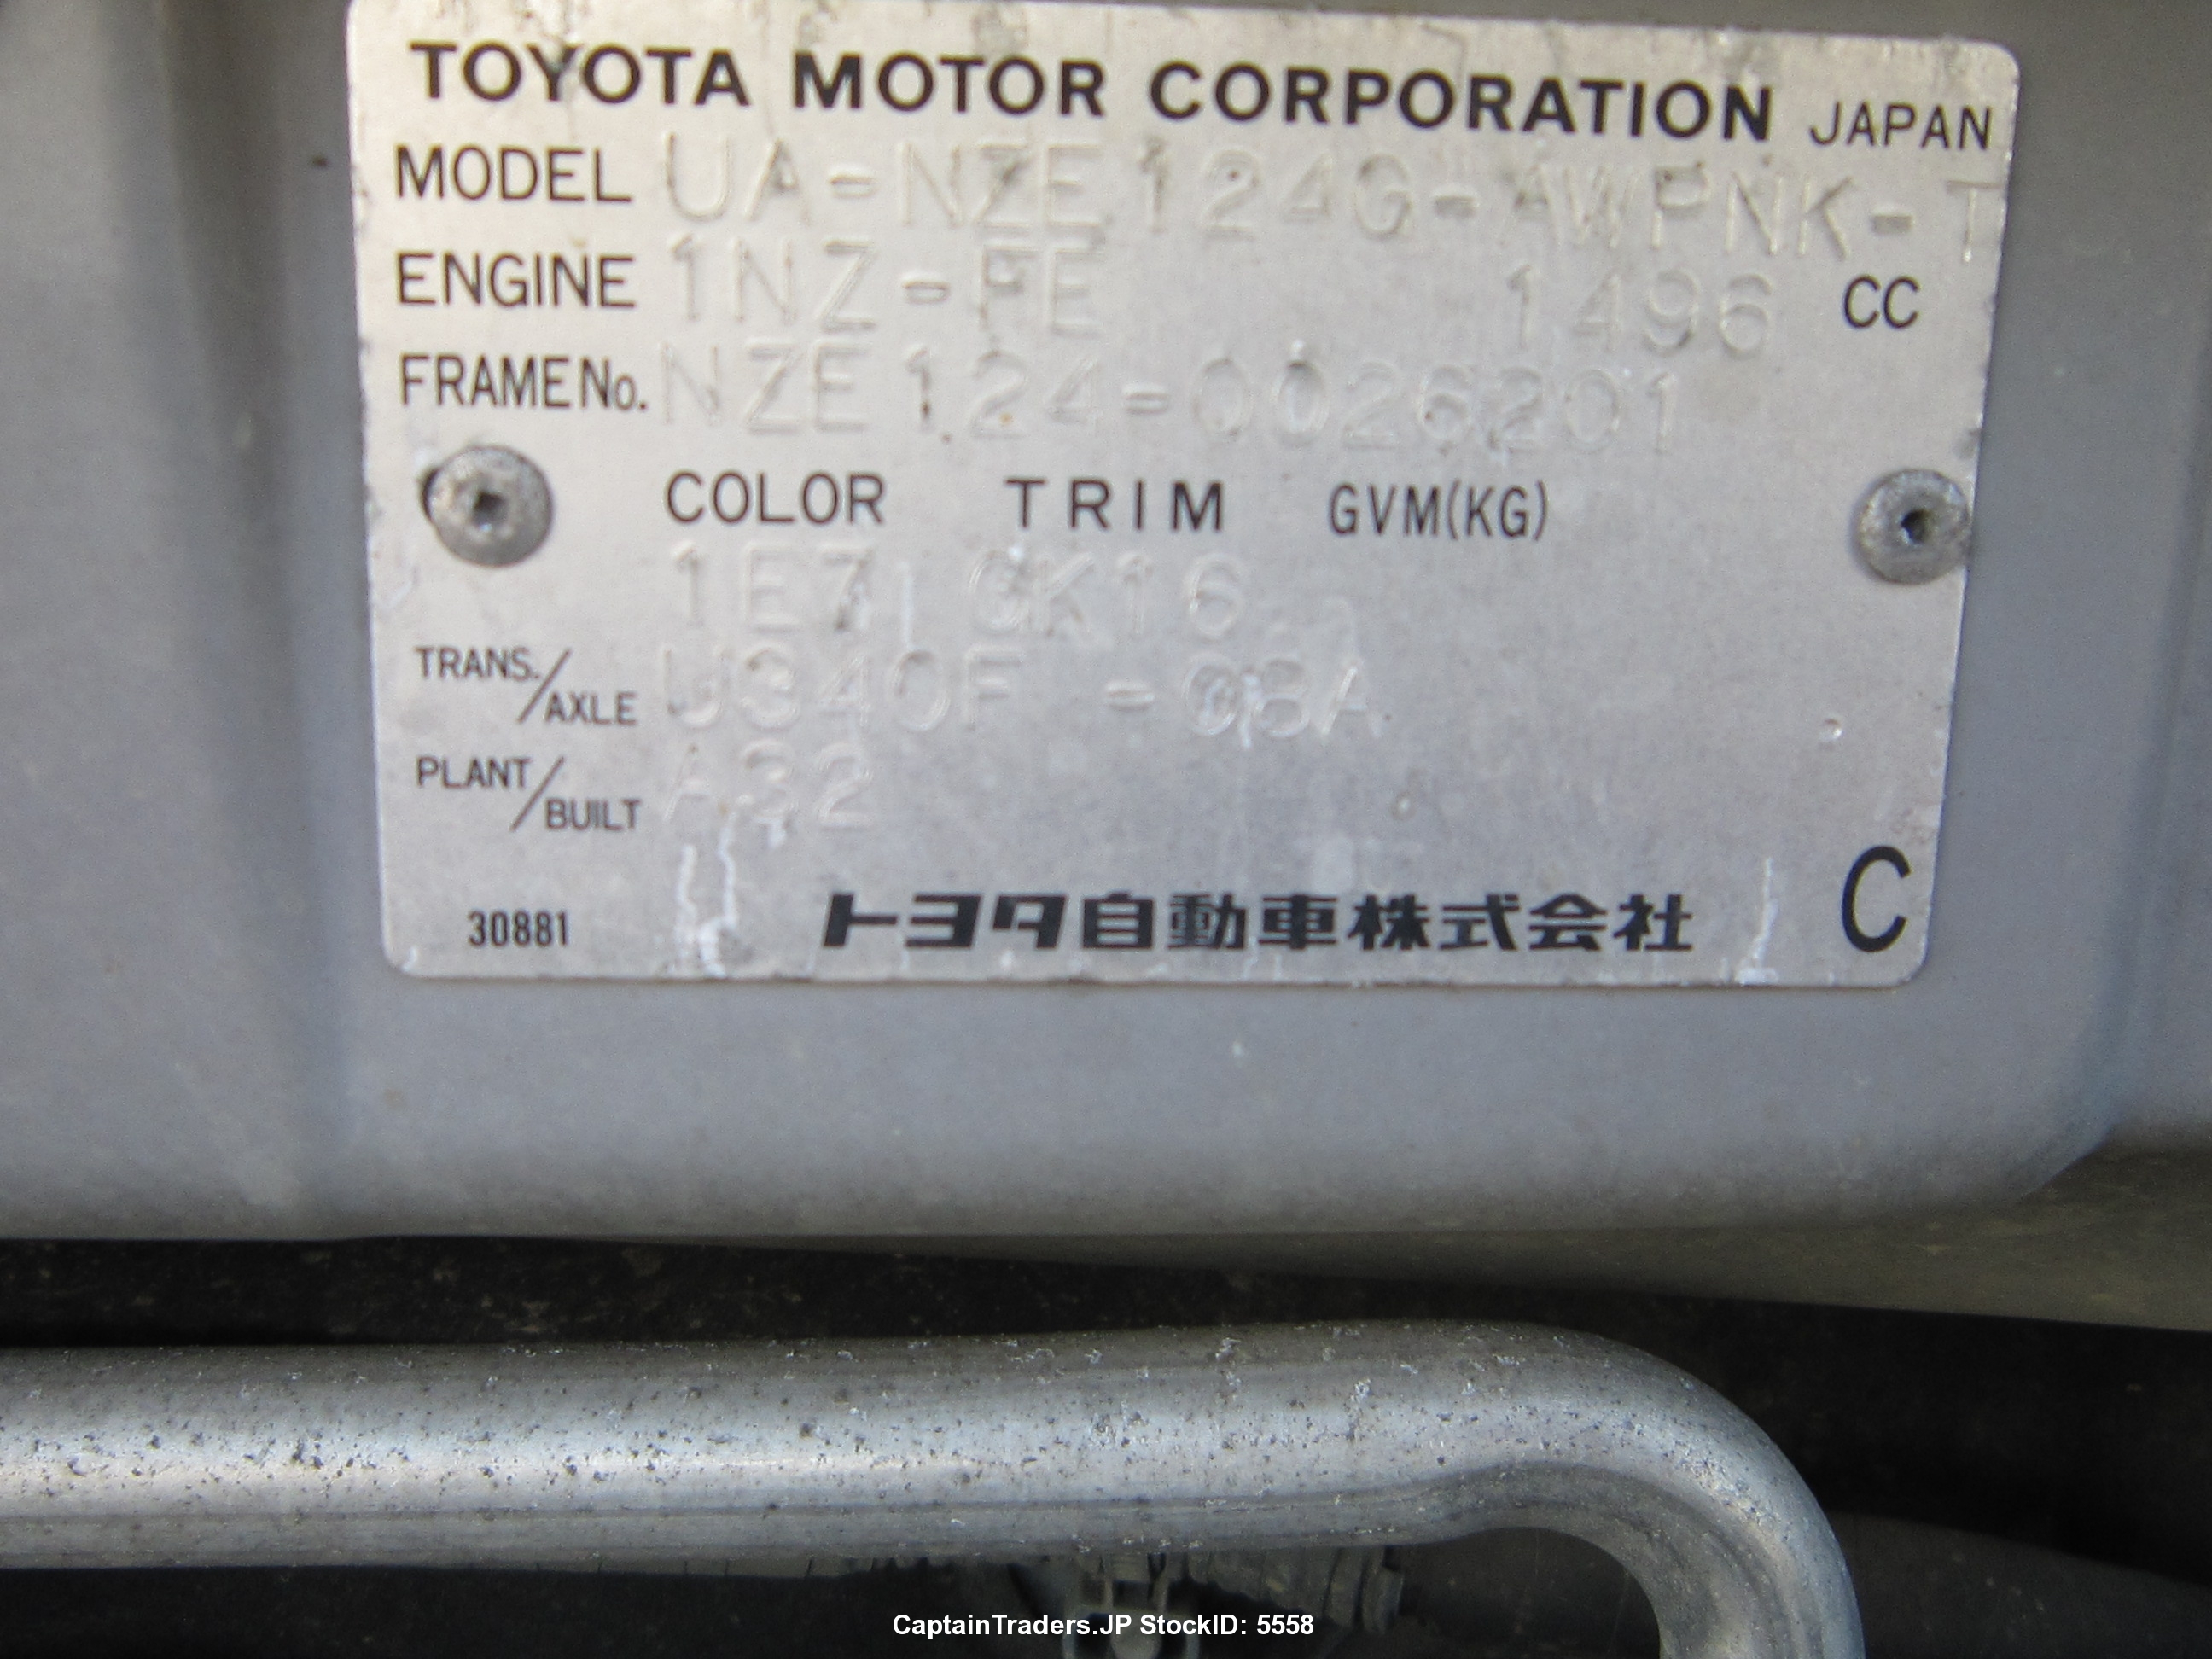 TOYOTA MOTOR CORPORATION JAPAN
MODEL UA-NZE124G-AWPNK-T
ENGINE 1NZ-FE 1496 CC
FRAME No. NZE124-0026201
COLOR TRIM GVM(KG)
1E7 GK16
TRANS./AXLE U340F -08A
PLANT/BUILT A32
30881 トヨタ自動車株式会社 C
CaptainTraders.JP StockID: 5558